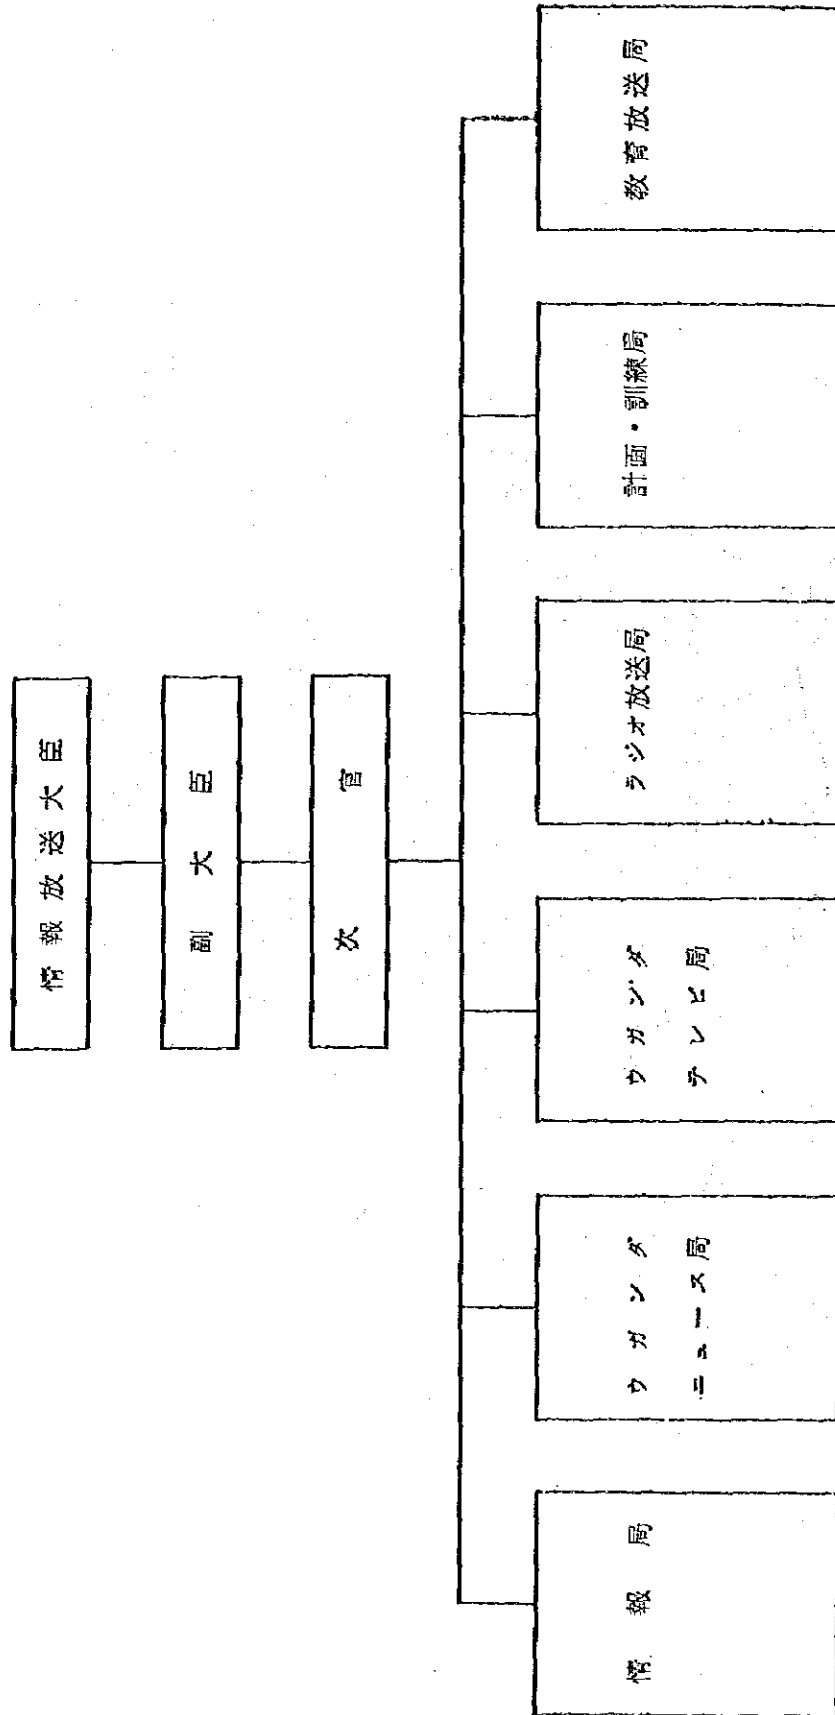 情報放送大臣
副大臣
次官
情報局
ウガンダ
ニュース局
ウガンダ
テレビ局
ラジオ放送局
計画・訓練局
教育放送局